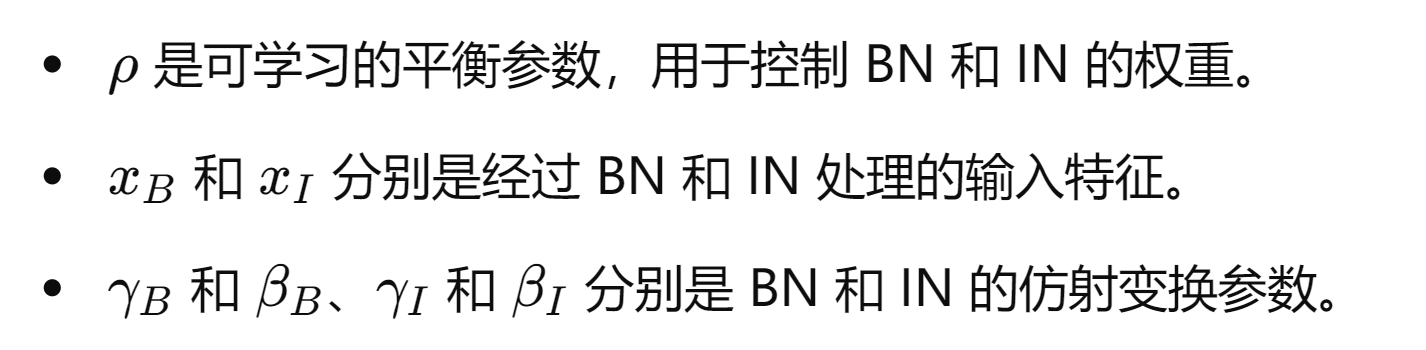 • ρ 是可学习的平衡参数，用于控制 BN 和 IN 的权重。
• x_B 和 x_I 分别是经过 BN 和 IN 处理的输入特征。
• γ_B 和 β_B、γ_I 和 β_I 分别是 BN 和 IN 的仿射变换参数。